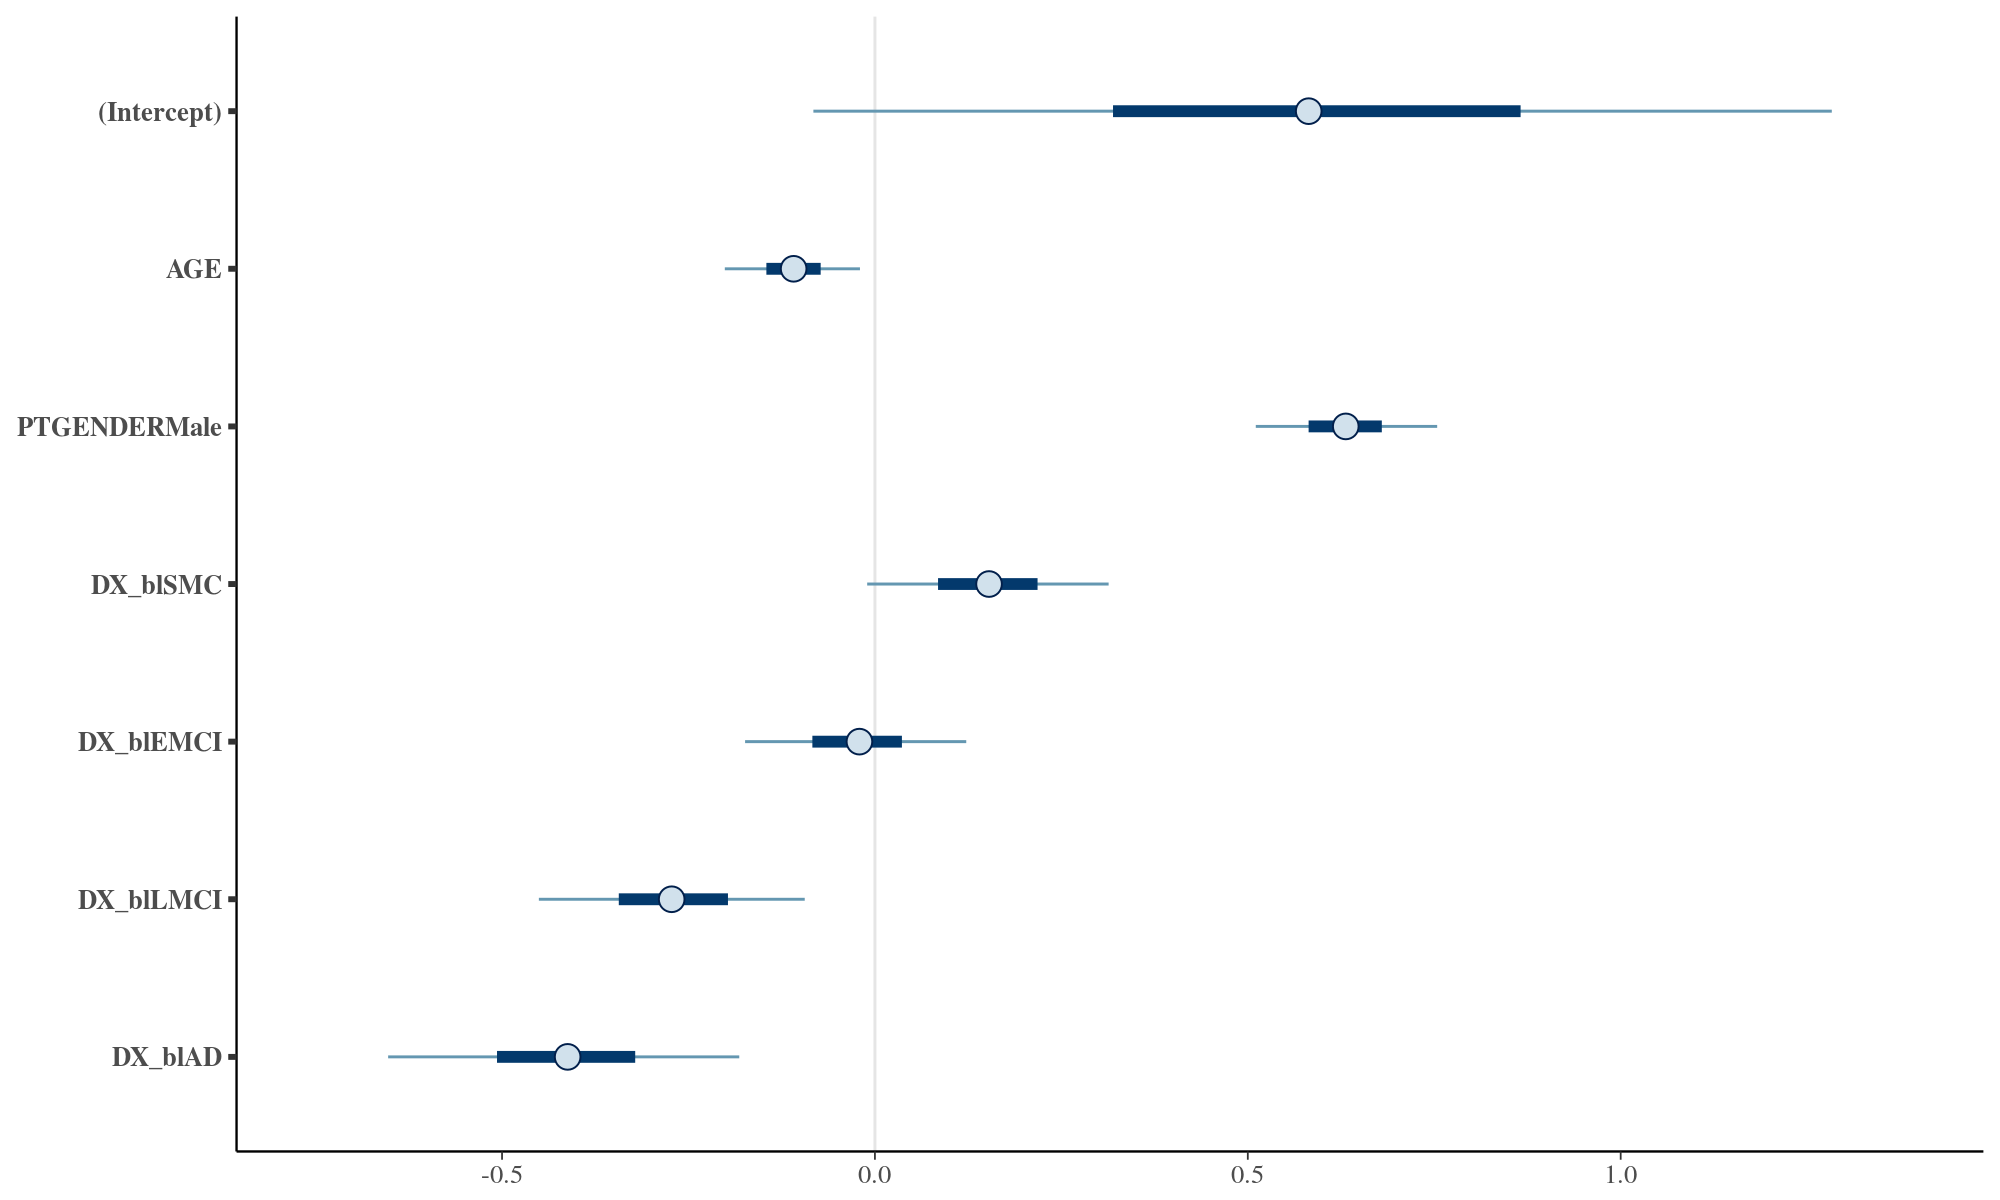 (Intercept)
AGE
PTGENDERMale
DX_blSMC
DX_blEMCI
DX_blLMCI
DX_blAD
-0.5 0.0 0.5 1.0